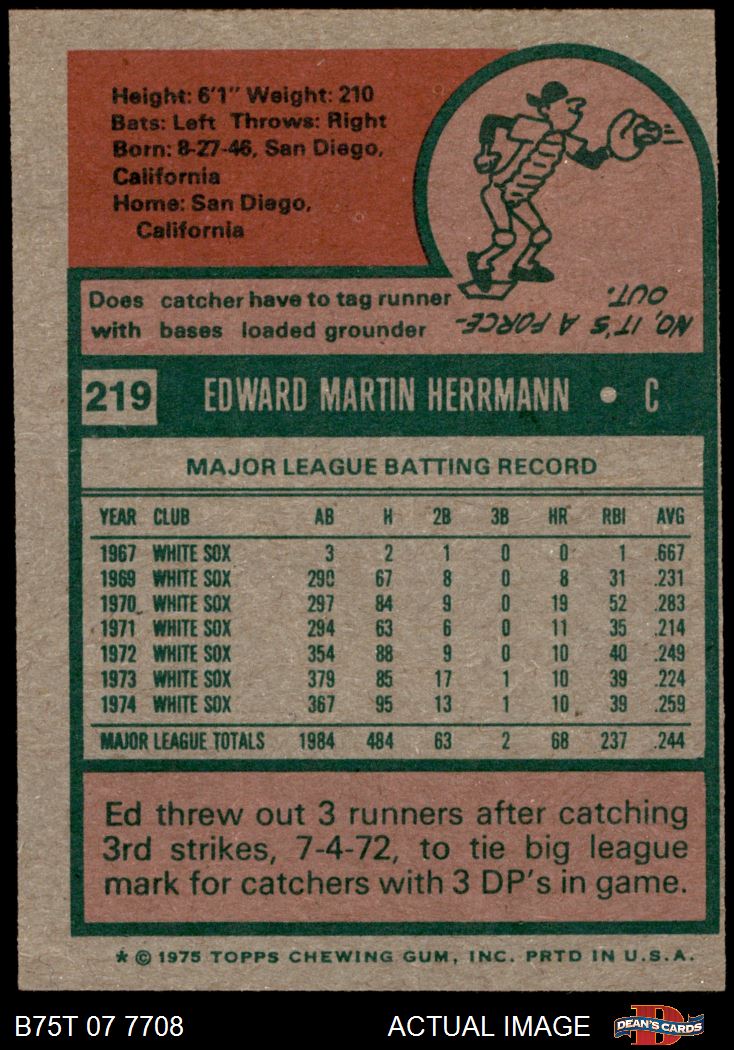 Height: 6'1" Weight: 210
Bats: Left Throws: Right
Born: 8-27-46, San Diego,
California
Home: San Diego,
California
Does catcher have to tag runner
with bases loaded grounder
NO, IT'S A FORCE-
OUT.
219 EDWARD MARTIN HERRMANN • C
MAJOR LEAGUE BATTING RECORD
YEAR CLUB AB H 2B 3B HR RBI AVG
1967 WHITE SOX 3 2 1 0 0 1 .667
1969 WHITE SOX 290 67 8 0 8 31 .231
1970 WHITE SOX 297 84 9 0 19 52 .283
1971 WHITE SOX 294 63 6 0 11 35 .214
1972 WHITE SOX 354 88 9 0 10 40 .249
1973 WHITE SOX 379 85 17 1 10 39 .224
1974 WHITE SOX 367 95 13 1 10 39 .259
MAJOR LEAGUE TOTALS 1984 484 63 2 68 237 .244
Ed threw out 3 runners after catching
3rd strikes, 7-4-72, to tie big league
mark for catchers with 3 DP's in game.
* © 1975 TOPPS CHEWING GUM, INC. PRTD IN U.S.A.
B75T 07 7708 ACTUAL IMAGE DEAN'S CARDS